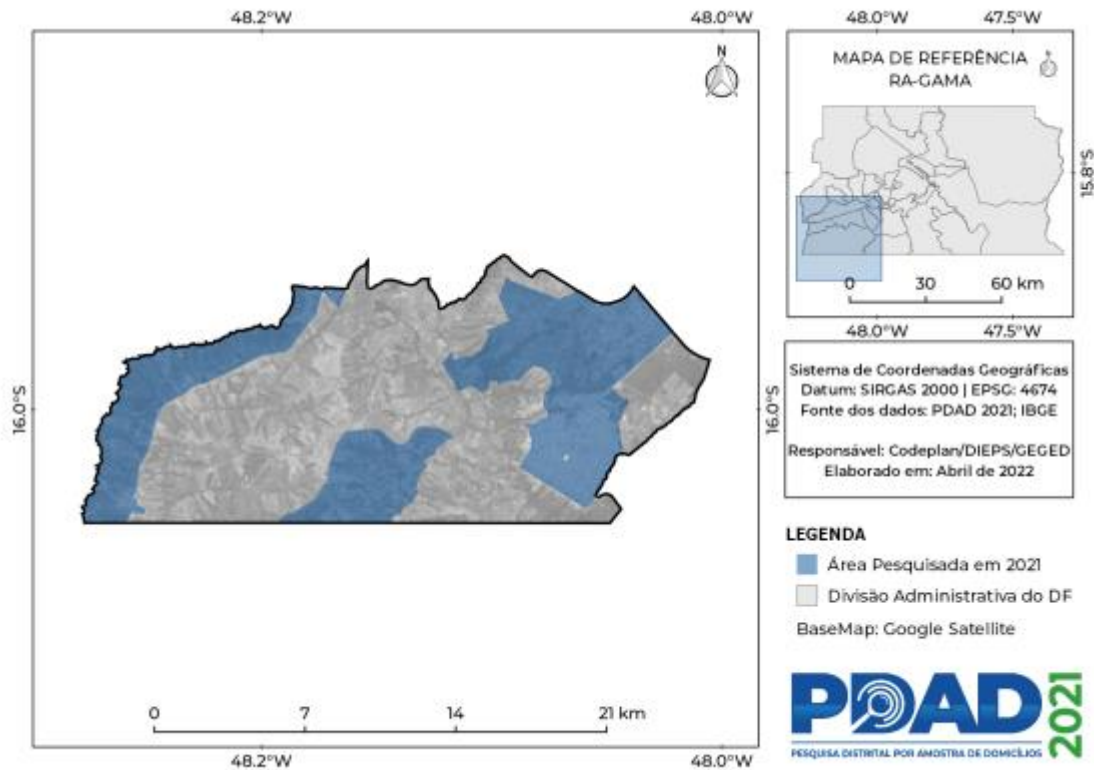 48.2°W
48.0°W
N
16.0°S
16.0°S
0
7
14
21 km
48.2°W
48.0°W
48.0°W
47.5°W
MAPA DE REFERÊNCIA
RA-GAMA
15.8°S
0
30
60 km
48.0°W
47.5°W
Sistema de Coordenadas Geográficas
Datum: SIRGAS 2000 | EPSG: 4674
Fonte dos dados: PDAD 2021; IBGE
Responsável: Codeplan/DIEPS/GEGED
Elaborado em: Abril de 2022
LEGENDA
Área Pesquisada em 2021
Divisão Administrativa do DF
BaseMap: Google Satellite
PDAD
2021
PESQUISA DISTRITAL POR AMOSTRA DE DOMICÍLIOS